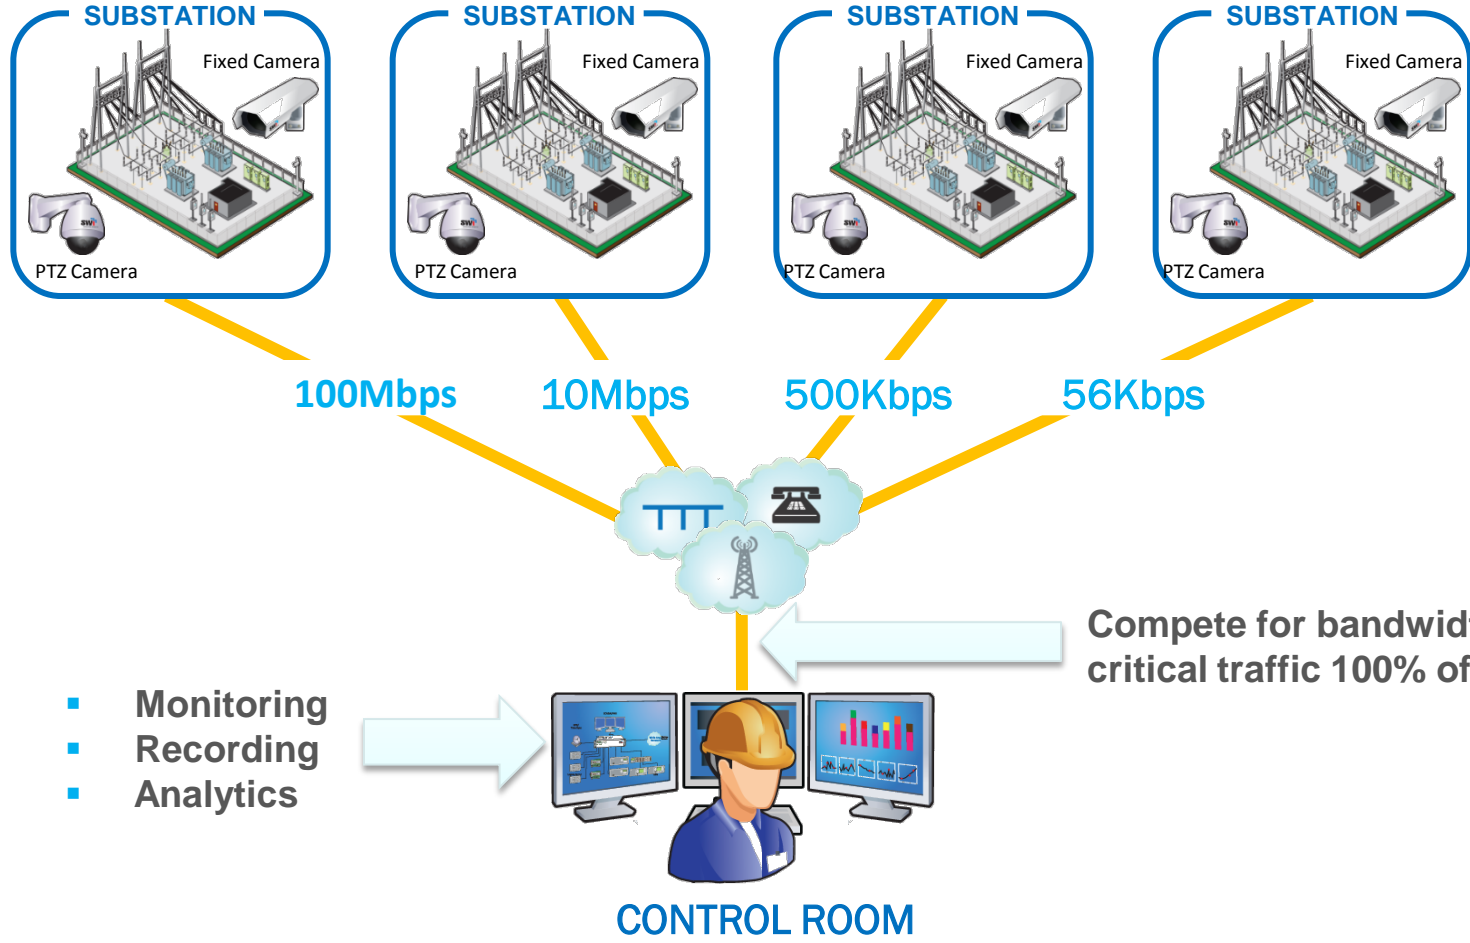 SUBSTATION
SUBSTATION
SUBSTATION
SUBSTATION
Fixed Camera
Fixed Camera
Fixed Camera
Fixed Camera
PTZ Camera
PTZ Camera
PTZ Camera
PTZ Camera
100Mbps
10Mbps
500Kbps
56Kbps
Compete for
critical traffic 100% of
Monitoring
Recording
Analytics
CONTROL ROOM